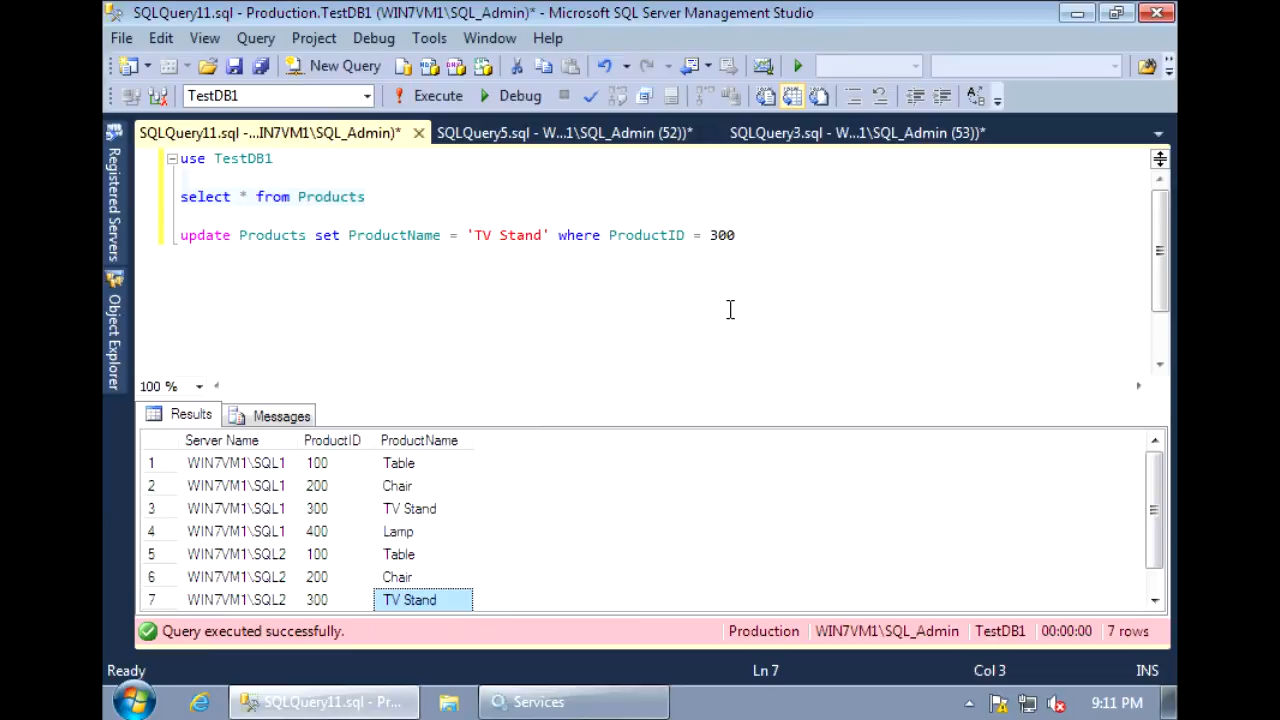 SQLQuery11.sql - Production.TestDB1 (WIN7VM1\SQL_Admin)* - Microsoft SQL Server Management Studio
File Edit View Query Project Debug Tools Window Help
New Query
TestDB1 Execute Debug
SQLQuery11.sql -...IN7VM1\SQL_Admin)* SQLQuery5.sql - W...1\SQL_Admin (52))* SQLQuery3.sql - W...1\SQL_Admin (53))*
Registered Servers
Object Explorer
use TestDB1
select * from Products
update Products set ProductName = 'TV Stand' where ProductID = 300
100 %
Results Messages
Server Name ProductID ProductName
1 WIN7VM1\SQL1 100 Table
2 WIN7VM1\SQL1 200 Chair
3 WIN7VM1\SQL1 300 TV Stand
4 WIN7VM1\SQL1 400 Lamp
5 WIN7VM1\SQL2 100 Table
6 WIN7VM1\SQL2 200 Chair
7 WIN7VM1\SQL2 300 TV Stand
Query executed successfully. Production WIN7VM1\SQL_Admin TestDB1 00:00:00 7 rows
Ready Ln 7 Col 3 INS
SQLQuery11.sql - Pr... Services 9:11 PM